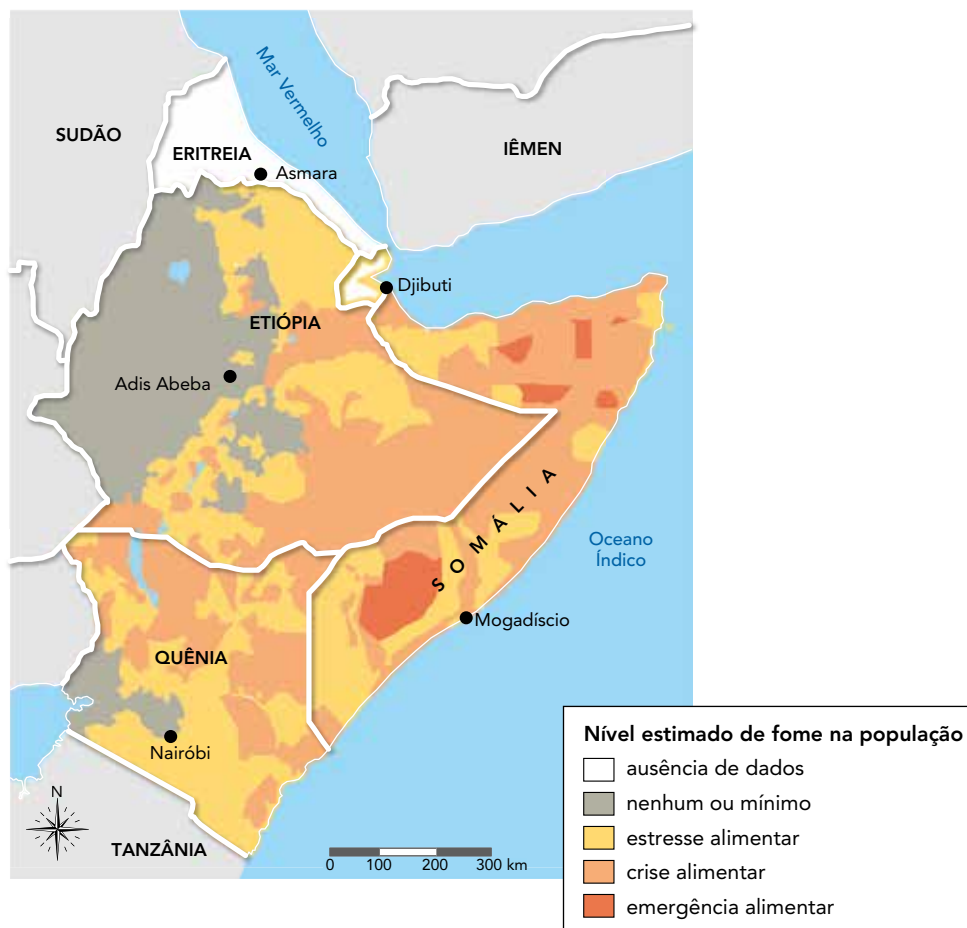 Mar Vermelho
SUDÃO
IÊMEN
ERITREIA
Asmara
Djibuti
ETIÓPIA
Adis Abeba
SOMÁLIA
Oceano
Índico
Mogadíscio
QUÊNIA
Nairóbi
N
TANZÂNIA
0 100 200 300 km
Nível estimado de fome na população
ausência de dados
nenhum ou mínimo
estresse alimentar
crise alimentar
emergência alimentar